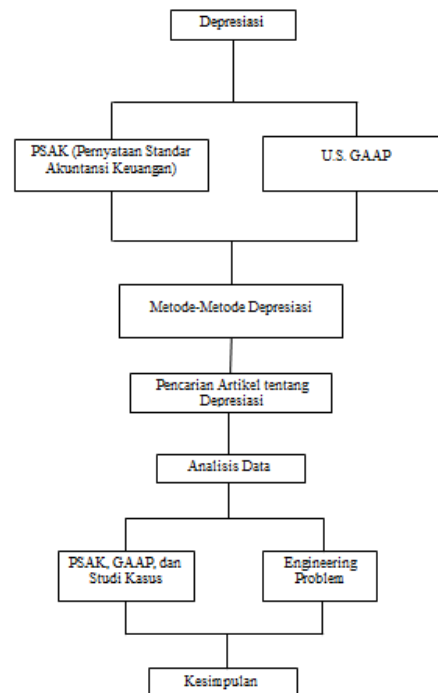 Depresiasi
PSAK (Pernyataan Standar
Akuntansi Keuangan)
U.S. GAAP
Metode-Metode Depresiasi
Pencarian Artikel tentang
Depresiasi
Analisis Data
PSAK, GAAP, dan
Studi Kasus
Engineering
Problem
Kesimpulan